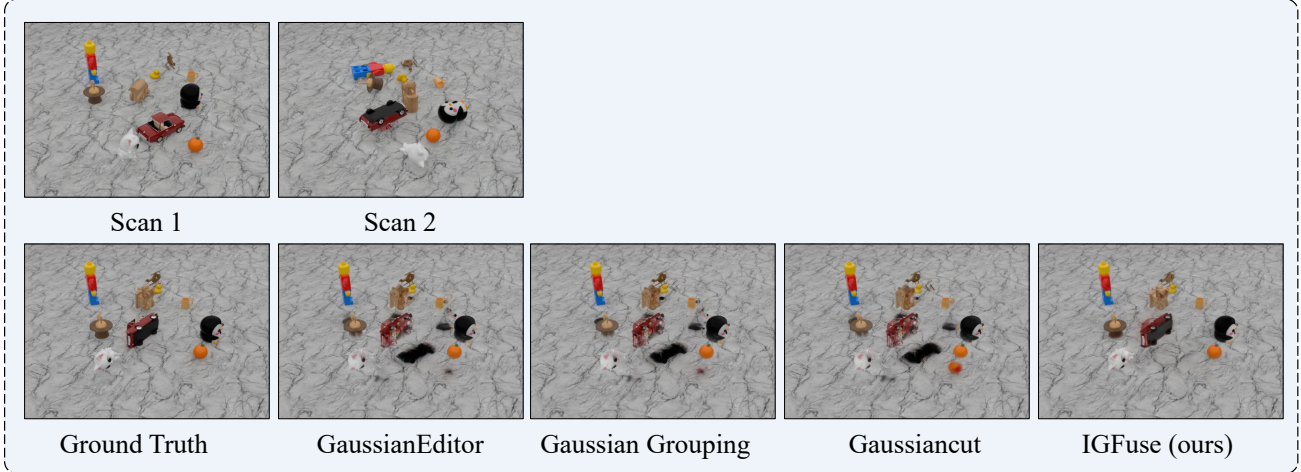 Scan 1
Scan 2
Ground Truth
GaussianEditor
Gaussian Grouping
Gaussiancut
IGFuse (ours)